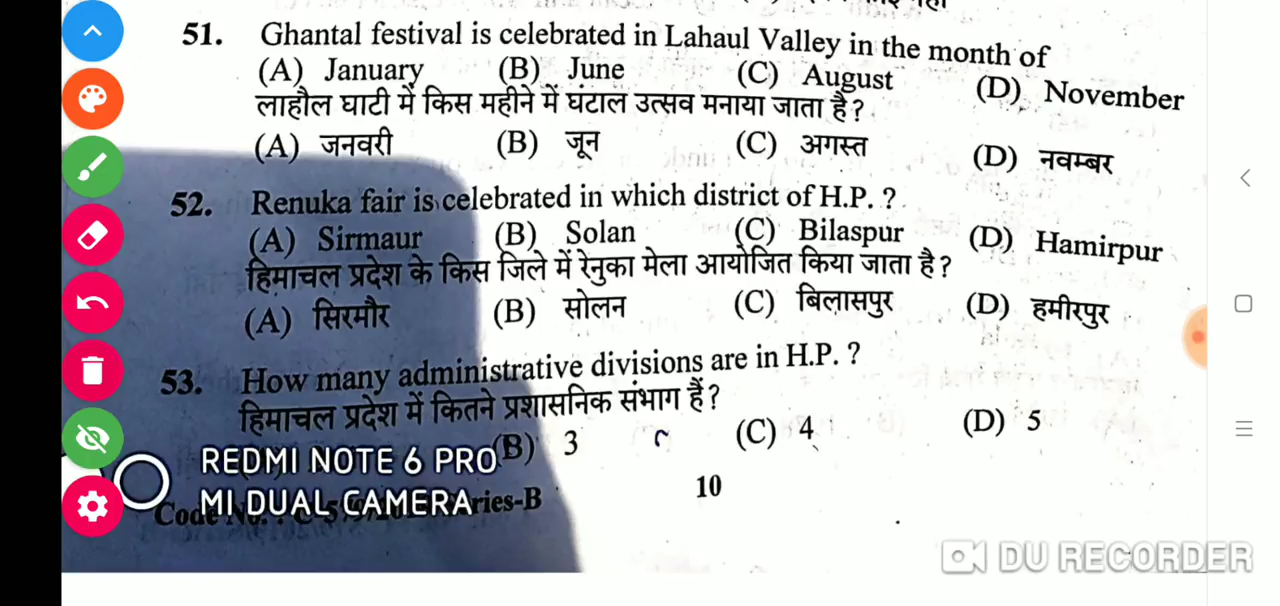 51. Ghantal festival is celebrated in Lahaul Valley in the month of
(A) January (B) June (C) August (D) November
लाहौल घाटी में किस महीने में घंटाल उत्सव मनाया जाता है?
(A) जनवरी (B) जून (C) अगस्त (D) नवम्बर
52. Renuka fair is celebrated in which district of H.P. ?
(A) Sirmaur (B) Solan (C) Bilaspur (D) Hamirpur
हिमाचल प्रदेश के किस जिले में रेनुका मेला आयोजित किया जाता है?
(A) सिरमौर (B) सोलन (C) बिलासपुर (D) हमीरपुर
53. How many administrative divisions are in H.P. ?
हिमाचल प्रदेश में कितने प्रशासनिक संभाग हैं?
(B) 3 (C) 4 (D) 5
REDMI NOTE 6 PRO
MI DUAL CAMERA
10
DU RECORDER